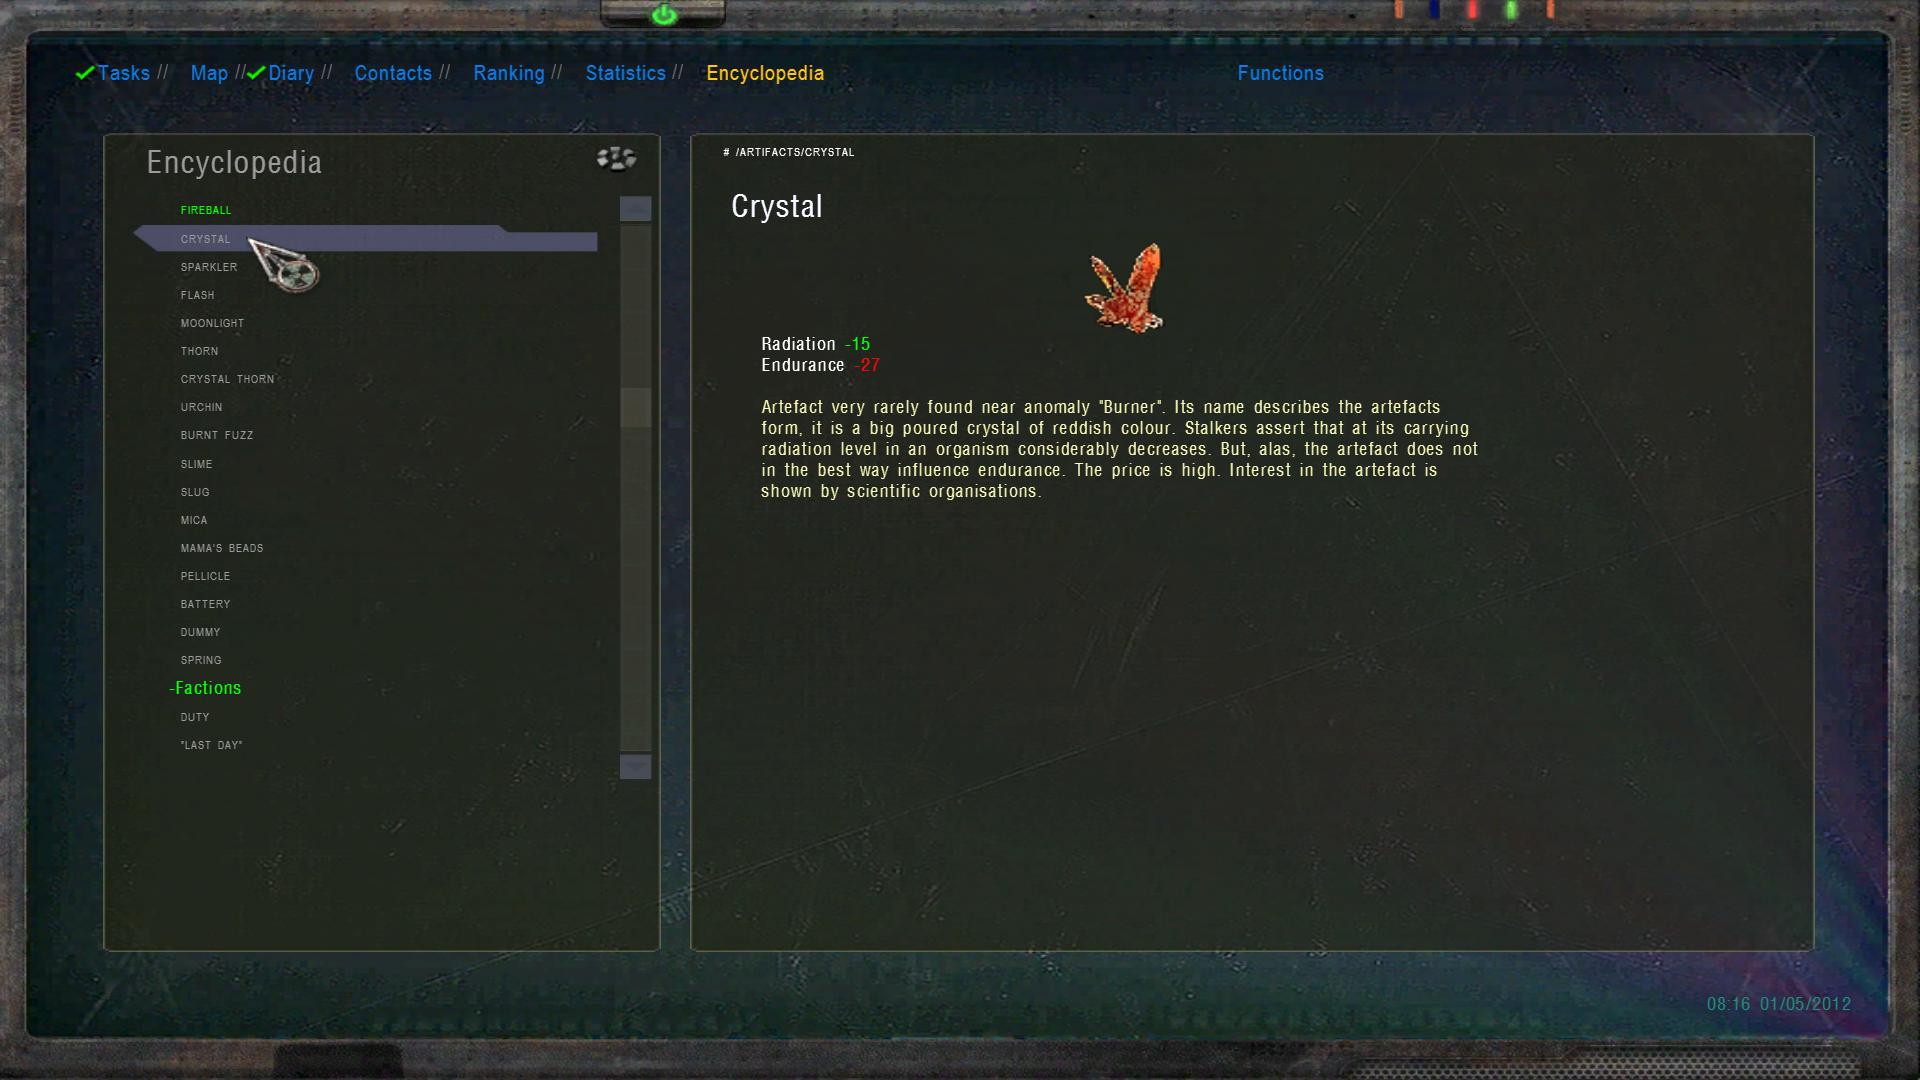 Tasks // Map // Diary // Contacts // Ranking // Statistics // Encyclopedia Functions
Encyclopedia
FIREBALL
CRYSTAL
SPARKLER
FLASH
MOONLIGHT
THORN
CRYSTAL THORN
URCHIN
BURNT FUZZ
SLIME
SLUG
MICA
MAMA'S BEADS
PELLICLE
BATTERY
DUMMY
SPRING
-Factions
DUTY
"LAST DAY"
# /ARTIFACTS/CRYSTAL
Crystal
Radiation -15
Endurance -27
Artefact very rarely found near anomaly "Burner". Its name describes the artefacts
form, it is a big poured crystal of reddish colour. Stalkers assert that at its carrying
radiation level in an organism considerably decreases. But, alas, the artefact does not
in the best way influence endurance. The price is high. Interest in the artefact is
shown by scientific organisations.
08:16 01/05/2012